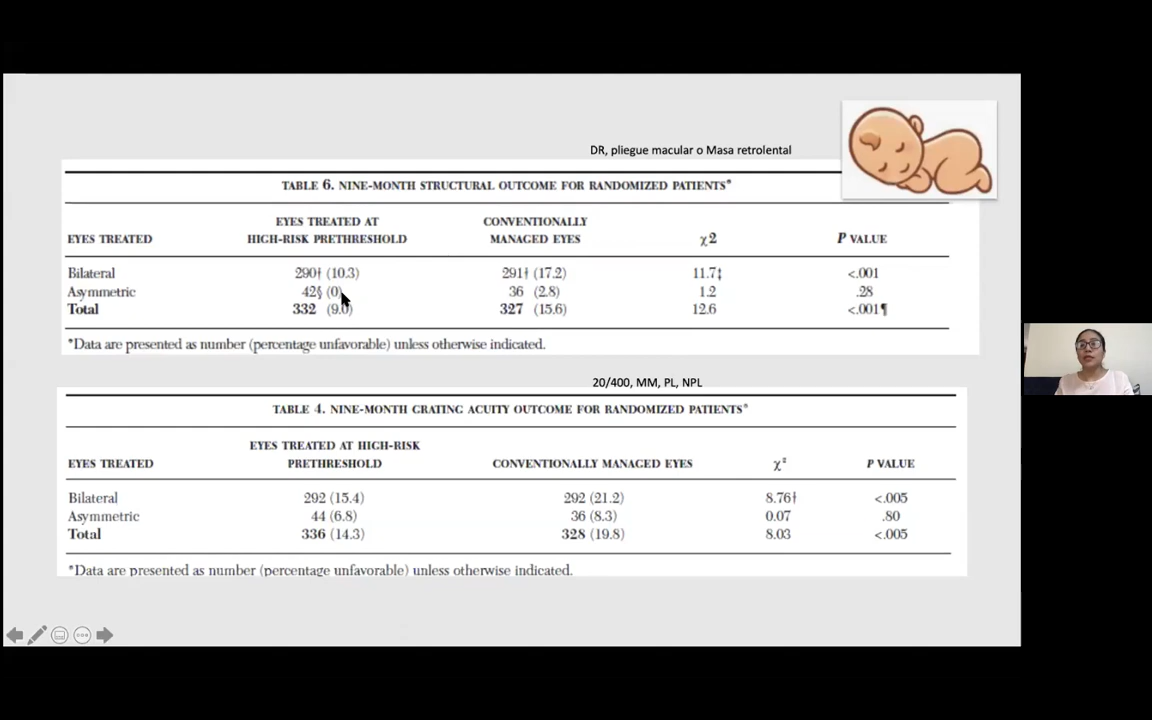 DR, pliegue macular o Masa retrolental
TABLE 6. NINE-MONTH STRUCTURAL OUTCOME FOR RANDOMIZED PATIENTS*
EYES TREATED AT
HIGH-RISK PRETHRESHOLD
CONVENTIONALLY
MANAGED EYES
EYES TREATED
χ2
P VALUE
Bilateral 290† (10.3) 291† (17.2) 11.7‡ <.001
Asymmetric 42§ (0) 36 (2.8) 1.2 .28
Total 332 (9.0) 327 (15.6) 12.6 <.001¶
*Data are presented as number (percentage unfavorable) unless otherwise indicated.
20/400, MM, PL, NPL
TABLE 4. NINE-MONTH GRATING ACUITY OUTCOME FOR RANDOMIZED PATIENTS*
EYES TREATED AT HIGH-RISK
EYES TREATED PRETHRESHOLD CONVENTIONALLY MANAGED EYES χ² P VALUE
Bilateral 292 (15.4) 292 (21.2) 8.76† <.005
Asymmetric 44 (6.8) 36 (8.3) 0.07 .80
Total 336 (14.3) 328 (19.8) 8.03 <.005
*Data are presented as number (percentage unfavorable) unless otherwise indicated.